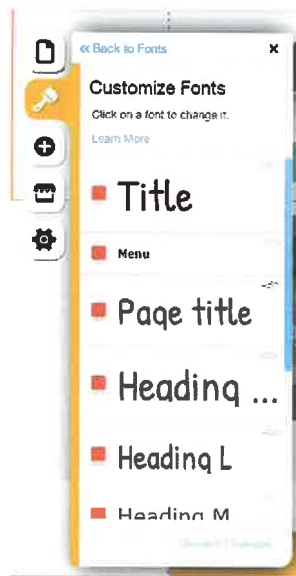 « Back to Fonts
×
Customize Fonts
Click on a font to change it.
Learn More
Title
Menu
Page title
Heading ...
Heading L
Heading M